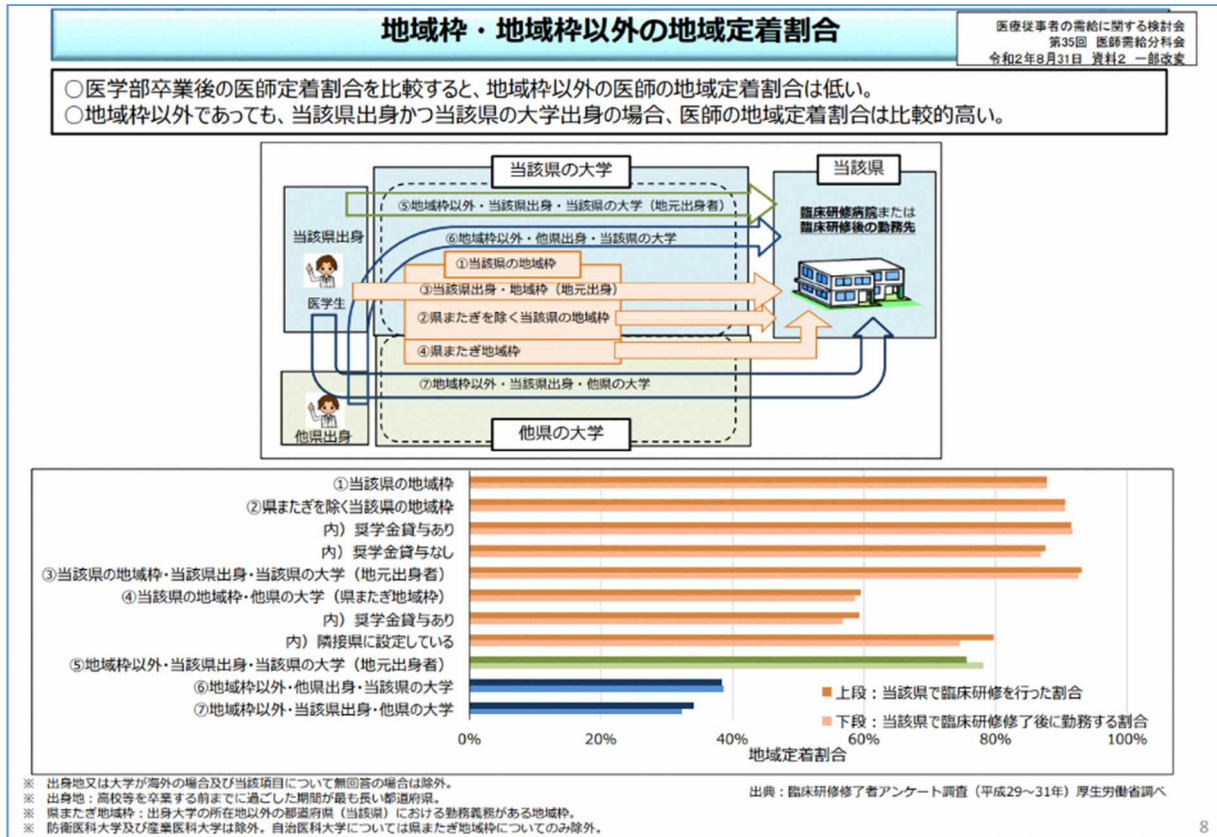 地域枠・地域枠以外の地域定着割合
医療従事者の需給に関する検討会
第35回 医師需給分科会
令和2年8月31日 資料2 一部改変
○医学部卒業後の医師定着割合を比較すると、地域枠以外の医師の地域定着割合は低い。
○地域枠以外であっても、当該県出身かつ当該県の大学出身の場合、医師の地域定着割合は比較的高い。
当該県の大学
当該県
⑤地域枠以外・当該県出身・当該県の大学（地元出身者）
臨床研修病院または
臨床研修後の勤務先
当該県出身
⑥地域枠以外・他県出身・当該県の大学
①当該県の地域枠
医学生
③当該県出身・地域枠（地元出身）
②県またぎを除く当該県の地域枠
④県またぎ地域枠
⑦地域枠以外・当該県出身・他県の大学
他県出身
他県の大学
①当該県の地域枠
②県またぎを除く当該県の地域枠
内）奨学金貸与あり
内）奨学金貸与なし
③当該県の地域枠・当該県出身・当該県の大学（地元出身者）
④当該県の地域枠・他県の大学（県またぎ地域枠）
内）奨学金貸与あり
内）隣接県に設定している
⑤地域枠以外・当該県出身・当該県の大学（地元出身者）
⑥地域枠以外・他県出身・当該県の大学
⑦地域枠以外・当該県出身・他県の大学
上段：当該県で臨床研修を行った割合
下段：当該県で臨床研修修了後に勤務する割合
0% 20% 40% 60% 80% 100%
地域定着割合
※ 出身地又は大学が海外の場合及び当該項目について無回答の場合は除外。
※ 出身地：高校等を卒業する前までに過ごした期間が最も長い都道府県。
※ 県またぎ地域枠：出身大学の所在地以外の都道府県（当該県）における勤務義務がある地域枠。
※ 防衛医科大学及び産業医科大学は除外。自治医科大学については県またぎ地域枠についてのみ除外。
出典：臨床研修修了者アンケート調査（平成29～31年）厚生労働省調べ
8